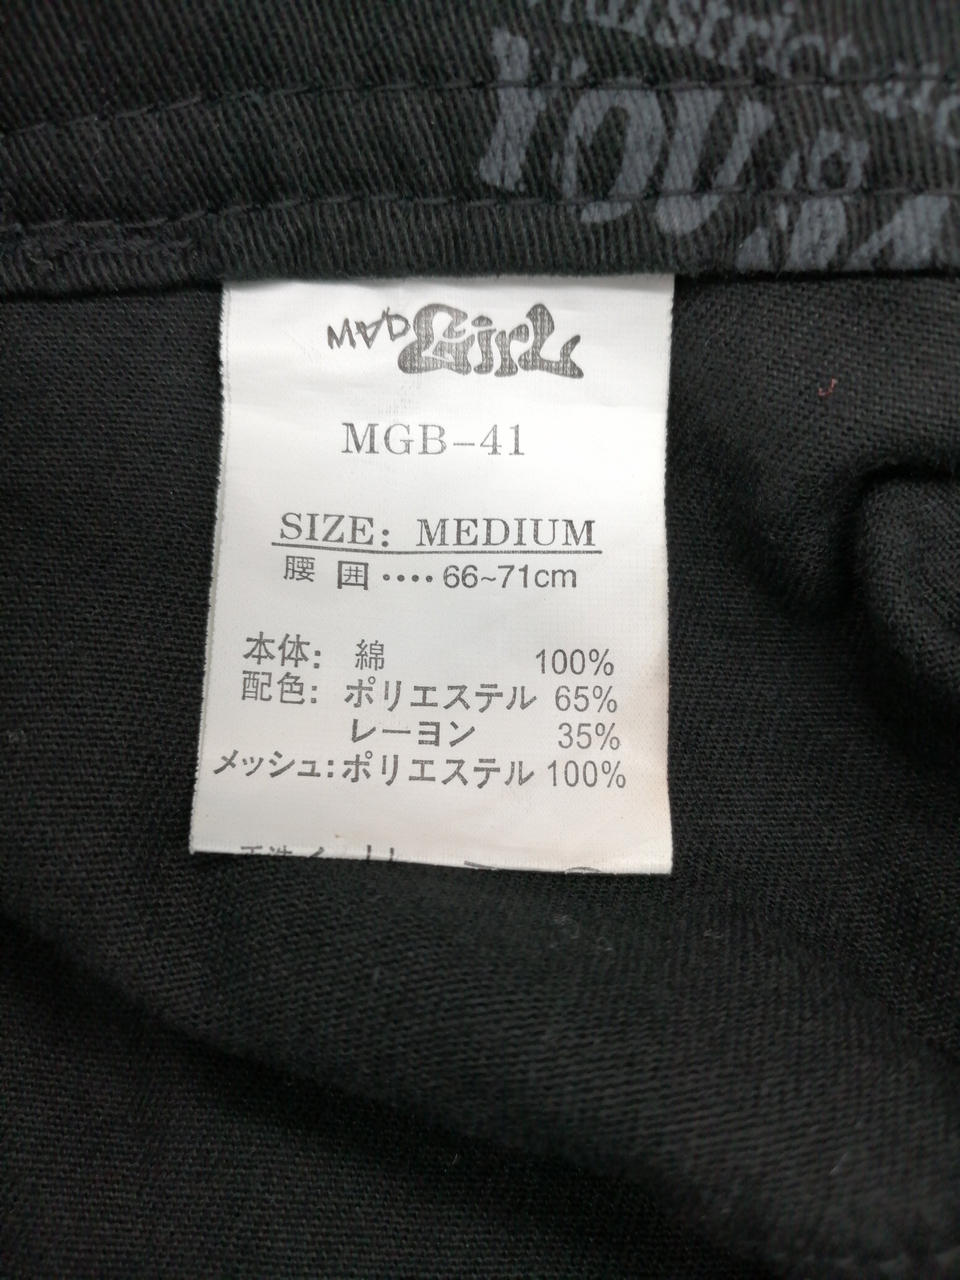 YOU
MAD GirL
MGB-41
SIZE: MEDIUM
腰囲‥‥66~71cm
本体: 綿 100%
配色: ポリエステル 65%
レーヨン 35%
メッシュ:ポリエステル 100%